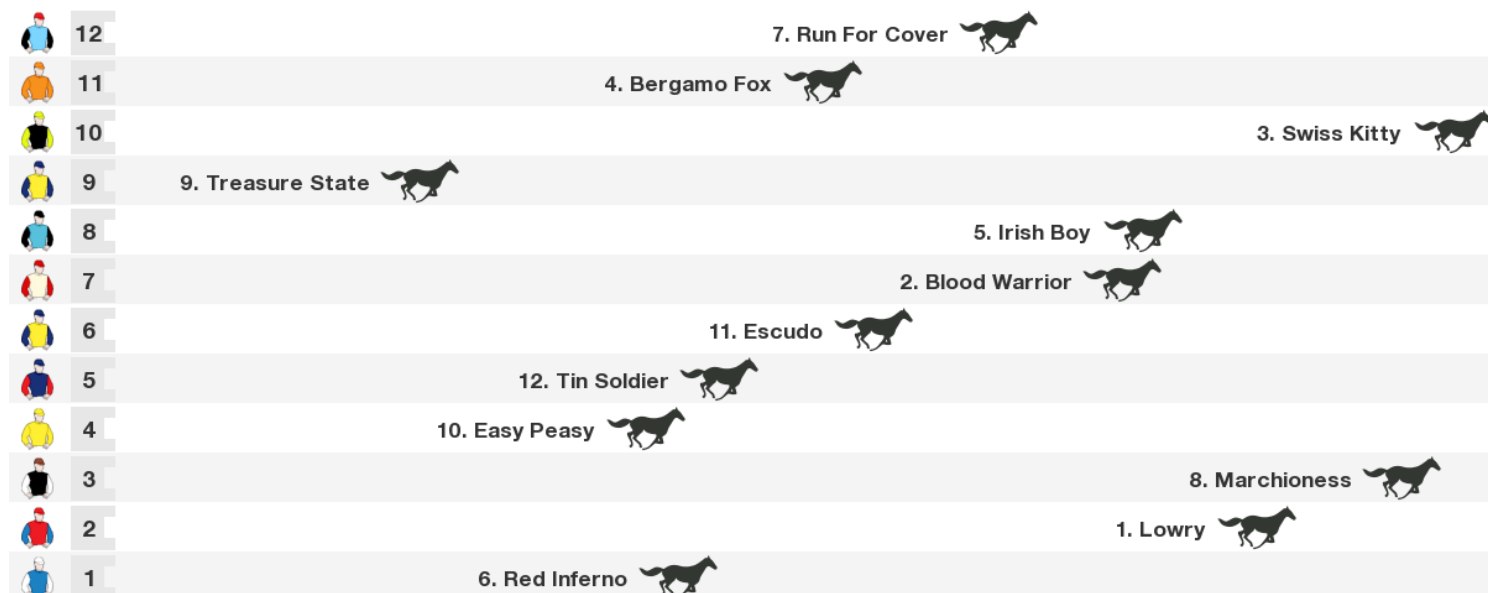 12 7. Run For Cover
11 4. Bergamo Fox
10 3. Swiss Kitty
9 9. Treasure State
8 5. Irish Boy
7 2. Blood Warrior
6 11. Escudo
5 12. Tin Soldier
4 10. Easy Peasy
3 8. Marchioness
2 1. Lowry
1 6. Red Inferno